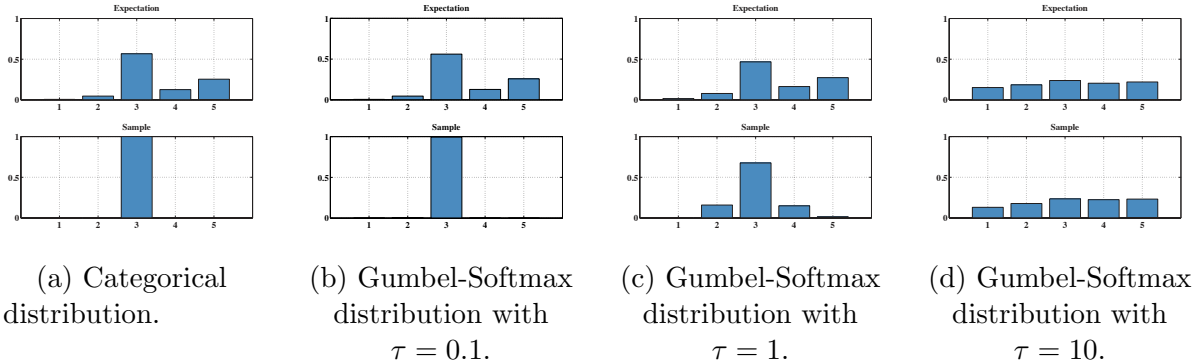 Expectation
1
0.5
0
1 2 3 4 5
Sample
1
0.5
0
1 2 3 4 5
(a) Categorical
distribution.
Expectation
1
0.5
0
1 2 3 4 5
Sample
1
0.5
0
1 2 3 4 5
(b) Gumbel-Softmax
distribution with
τ = 0.1.
Expectation
1
0.5
0
1 2 3 4 5
Sample
1
0.5
0
1 2 3 4 5
(c) Gumbel-Softmax
distribution with
τ = 1.
Expectation
1
0.5
0
1 2 3 4 5
Sample
1
0.5
0
1 2 3 4 5
(d) Gumbel-Softmax
distribution with
τ = 10.